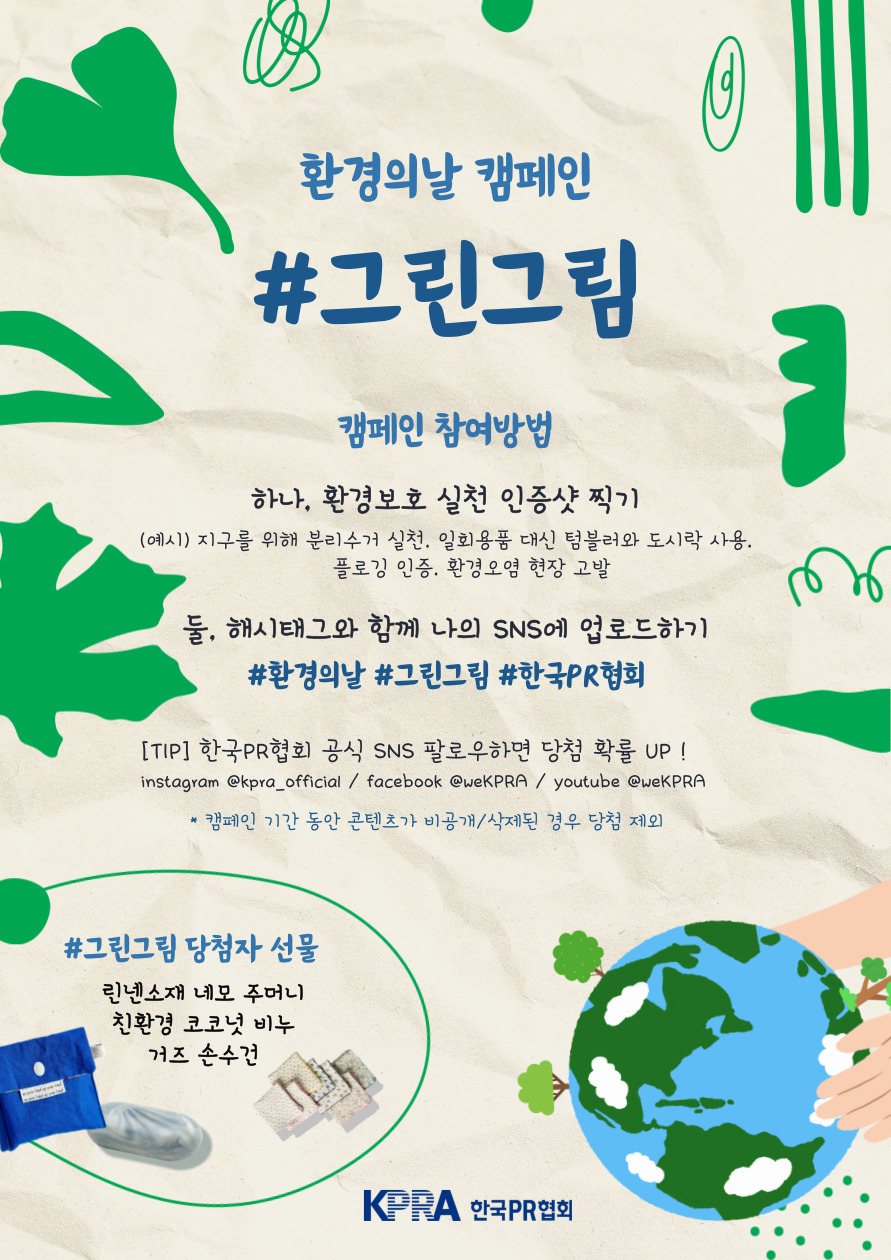 환경의날 캠페인
#그린그림
캠페인 참여방법
하나, 환경보호 실천 인증샷 찍기
(예시) 지구를 위해 분리수거 실천, 일회용품 대신 텀블러와 도시락 사용,
플로깅 인증, 환경오염 현장 고발
둘, 해시태그와 함께 나의 SNS에 업로드하기
#환경의날 #그린그림 #한국PR협회
[TIP] 한국PR협회 공식 SNS 팔로우하면 당첨 확률 UP !
instagram @kpra_official / facebook @weKPRA / youtube @weKPRA
* 캠페인 기간 동안 콘텐츠가 비공개/삭제된 경우 당첨 제외
#그린그림 당첨자 선물
린넨소재 네모 주머니
친환경 코코넛 비누
거즈 손수건
KPRA 한국PR협회